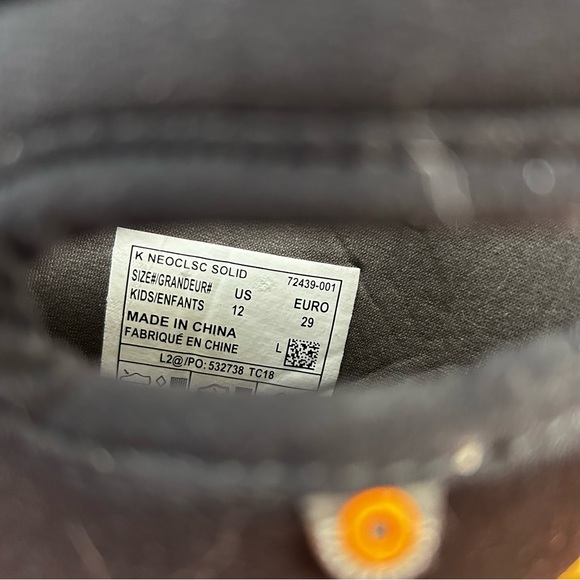 K NEOCLSC SOLID 72439-001
SIZE#/GRANDEUR# US EURO
KIDS/ENFANTS 12 29
MADE IN CHINA
FABRIQUÉ EN CHINE L
L2@/PO: 532738 TC18